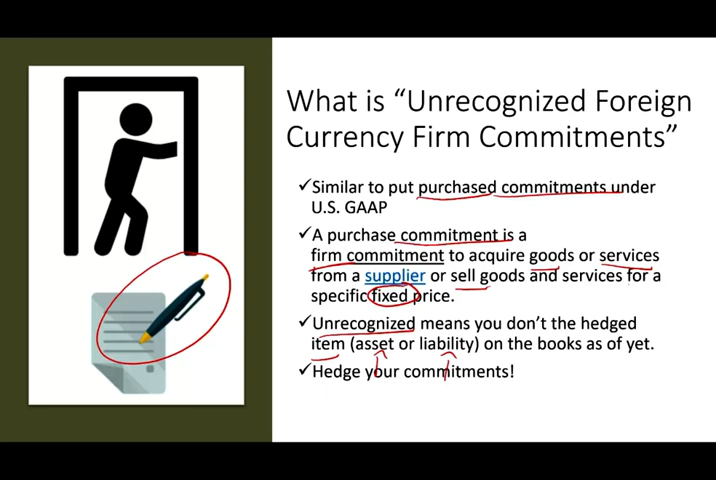 What is “Unrecognized Foreign
Currency Firm Commitments”
✓Similar to put purchased commitments under
U.S. GAAP
✓A purchase commitment is a
firm commitment to acquire goods or services
from a supplier or sell goods and services for a
specific fixed price.
✓Unrecognized means you don’t the hedged
item (asset or liability) on the books as of yet.
✓Hedge your commitments!